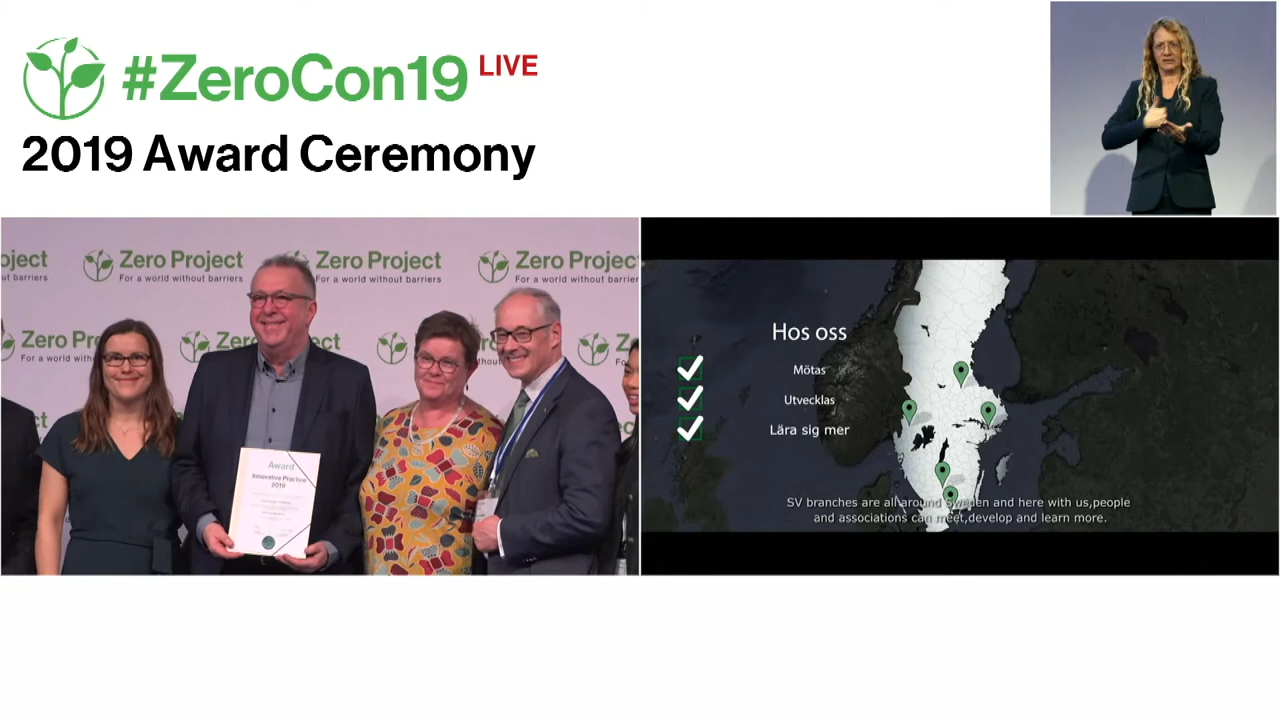 #ZeroCon19 LIVE
2019 Award Ceremony
oject
ut barriers
Zero Project
For a world without barriers
Zero Project
For a world without barriers
Zero Project
For a world without barriers
Zero Pro
For a world
Award
Innovative Practice
2019
Hos oss
Mötas
Utvecklas
Lära sig mer
SV branches are all around Sweden and here with us,people
and associations can meet,develop and learn more.